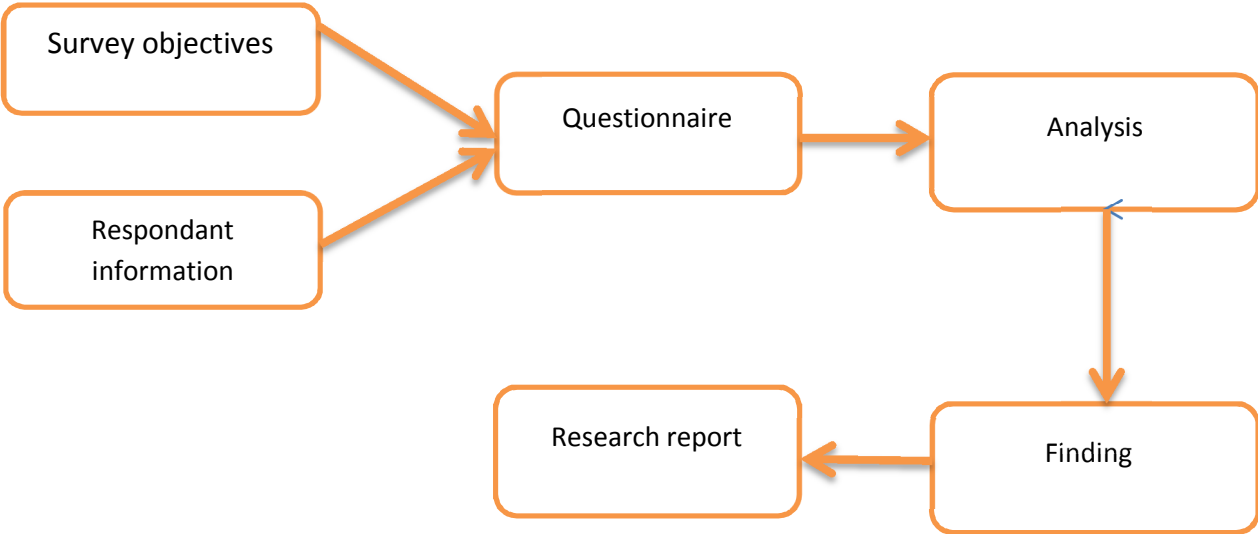 Survey objectives
Questionnaire
Analysis
Respondant
information
Research report
Finding